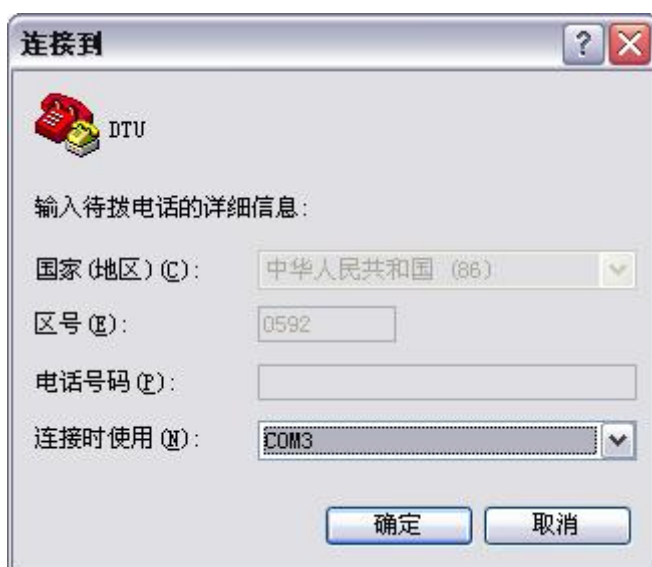 连接到
DTU
输入待拨电话的详细信息:
国家(地区)(C): 中华人民共和国 (86)
区号(E): 0592
电话号码(P):
连接时使用(N): COM3
确定 取消